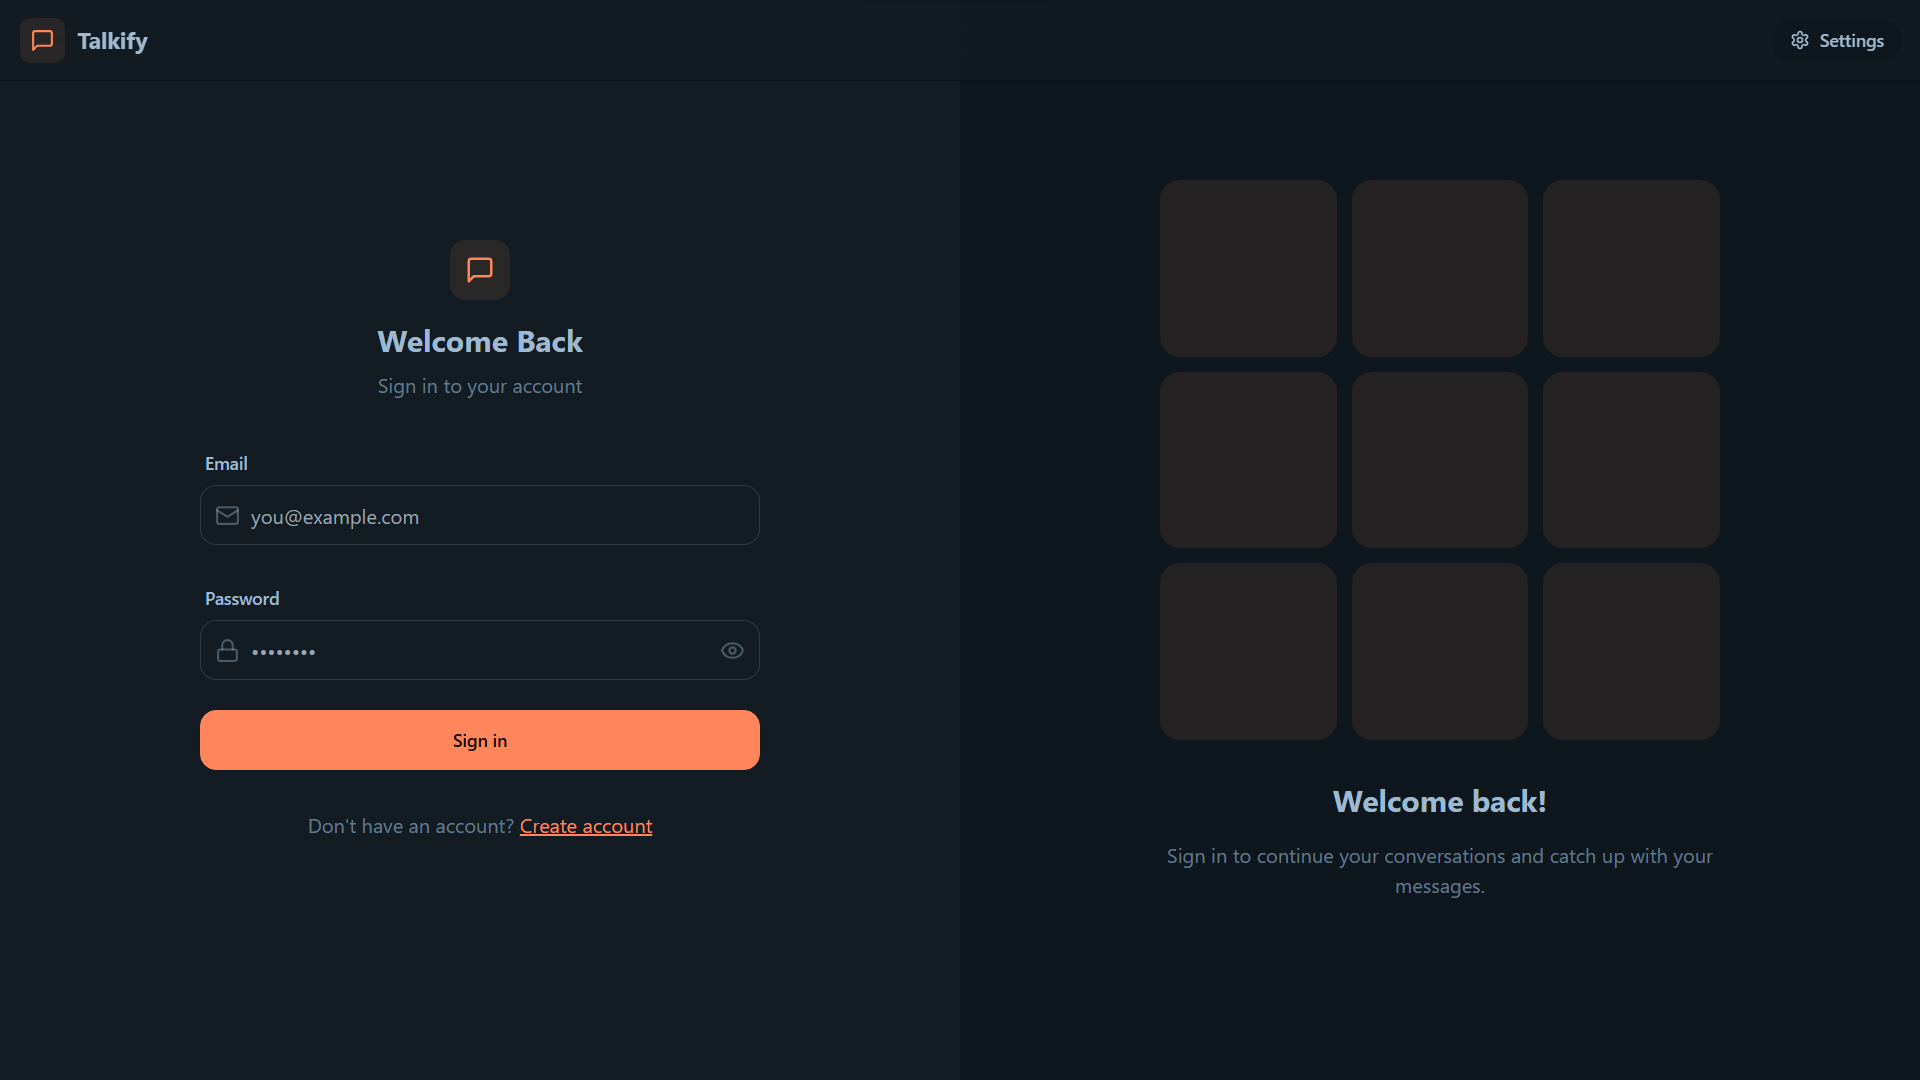 Talkify
Settings
Welcome Back
Sign in to your account
Email
you@example.com
Password
••••••••
Sign in
Don't have an account? Create account
Welcome back!
Sign in to continue your conversations and catch up with your
messages.